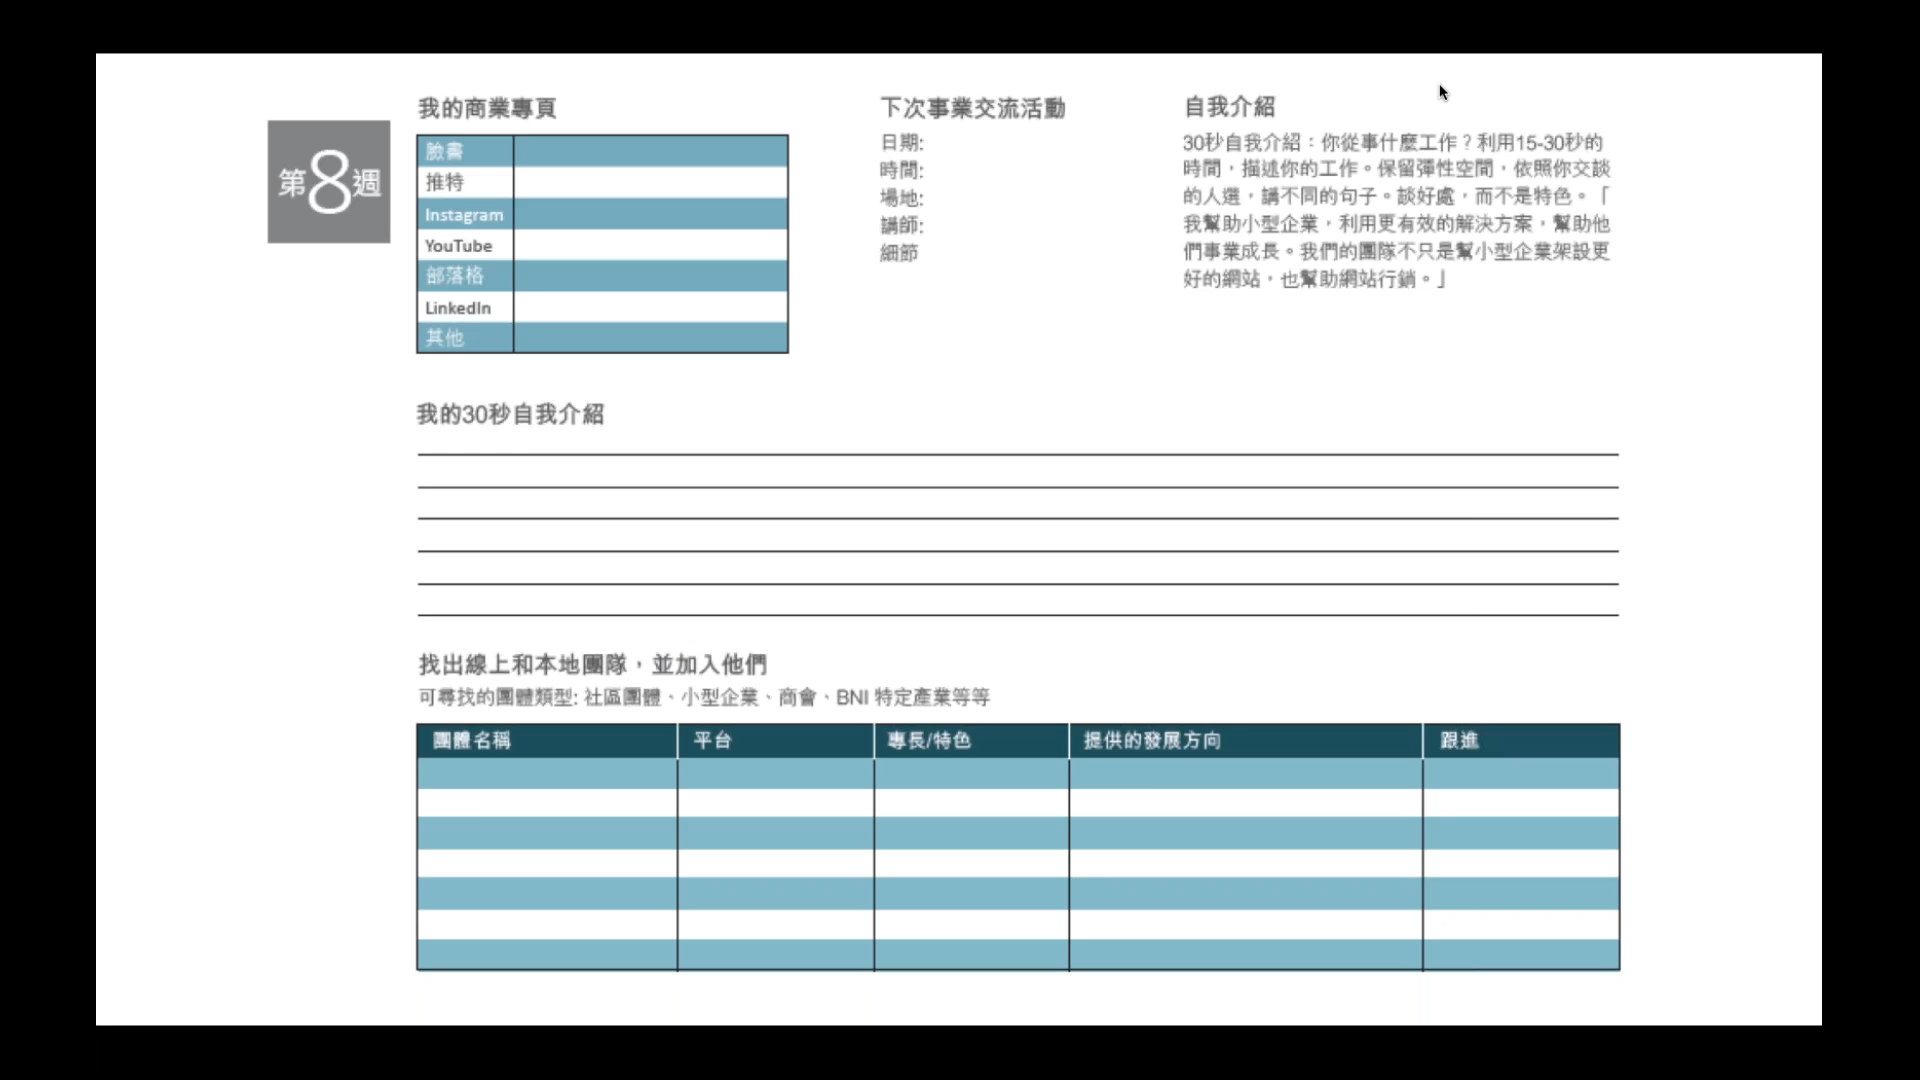 第8週
我的商業專頁
臉書
推特
Instagram
YouTube
部落格
LinkedIn
其他
下次事業交流活動
日期:
時間:
場地:
講師:
細節
自我介紹
30秒自我介紹：你從事什麼工作？利用15-30秒的
時間，描述你的工作。保留彈性空間，依照你交談
的人選，講不同的句子。談好處，而不是特色。「
我幫助小型企業，利用更有效的解決方案，幫助他
們事業成長。我們的團隊不只是幫小型企業架設更
好的網站，也幫助網站行銷。」
我的30秒自我介紹
找出線上和本地團隊，並加入他們
可尋找的團體類型: 社區團體、小型企業、商會、BNI 特定產業等等
團體名稱 平台 專長/特色 提供的發展方向 跟進